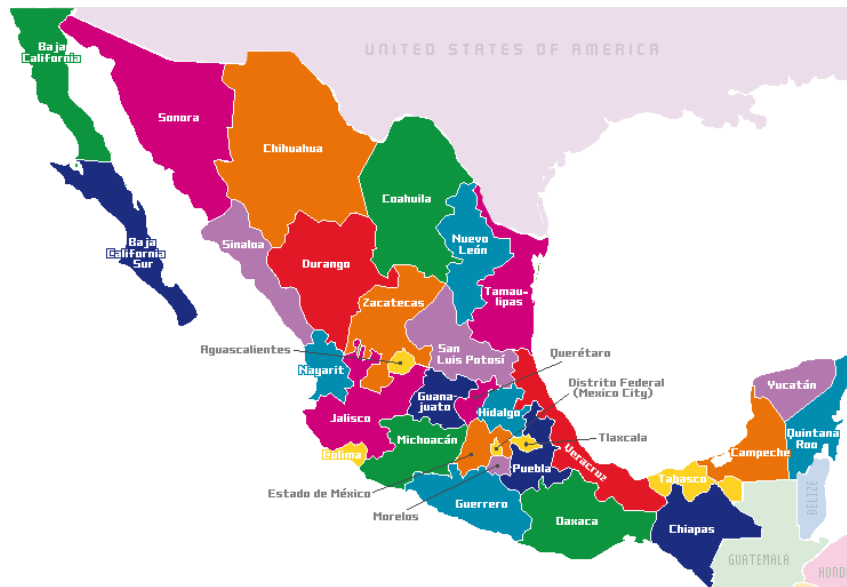 Baja
California
UNITED STATES OF AMERICA
Sonora
Chihuahua
Coahuila
Baja
California
Sur
Sinaloa
Nuevo
León
Durango
Tamau-
lipas
Zacatecas
Aguascalientes
San
Luis Potosí
Querétaro
Nayarit
Distrito Federal
(Mexico City)
Yucatán
Guana-
juato
Jalisco
Hidalgo
Quintana
Roo
Michoacán
Tlaxcala
Colima
Campeche
Veracruz
Puebla
Tabasco
Estado de México
Morelos
Guerrero
Oaxaca
Chiapas
BELIZE
GUATEMALA
HONDU